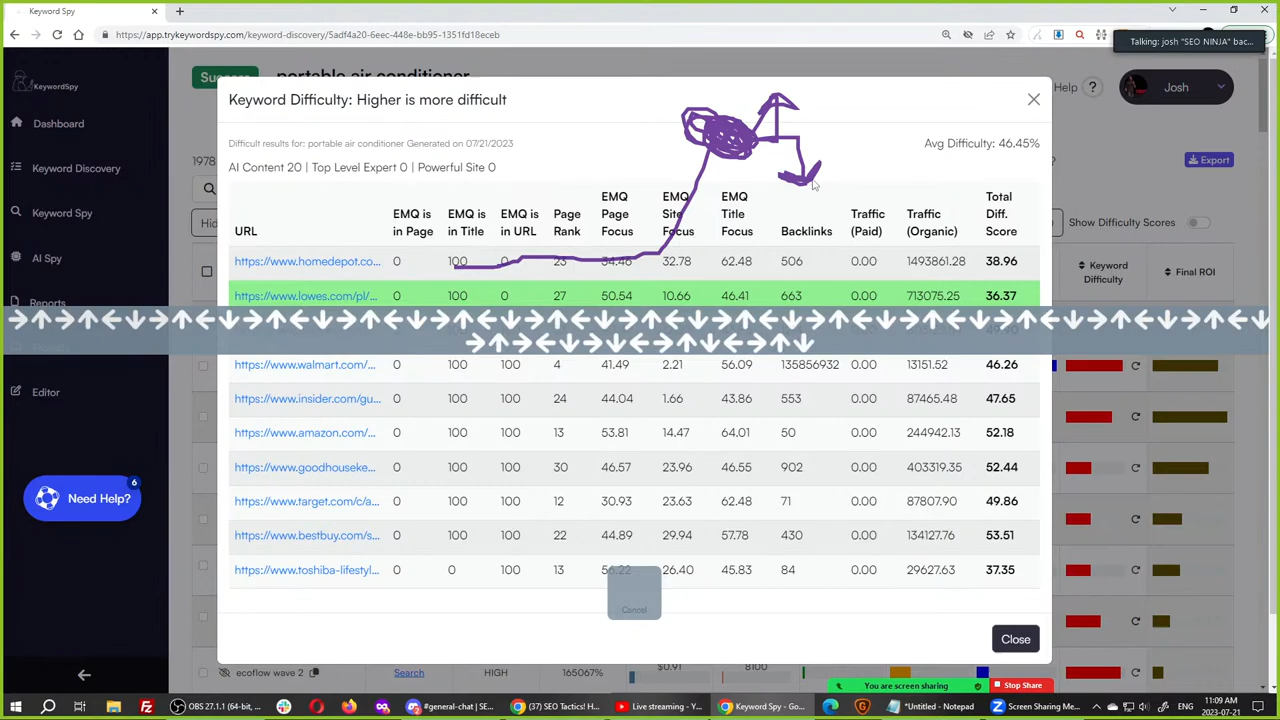 Keyword Spy
https://app.trykeywordspy.com/keyword-discovery/5adf4a20-6eec-448e-bb95-1351fd18eceb
Talking: josh "SEO NINJA" bac...
KeywordSpy
portable air conditioner
Help ?
Josh
Dashboard
Keyword Discovery
Keyword Spy
AI Spy
Reports
Editor
6
Need Help?
1978
Export
Hid
Show Difficulty Scores
Keyword Difficulty
Final ROI
Keyword Difficulty: Higher is more difficult
Difficult results for: portable air conditioner Generated on 07/21/2023
Avg Difficulty: 46.45%
AI Content 20 | Top Level Expert 0 | Powerful Site 0
URL EMQ is in Page EMQ is in Title EMQ is in URL Page Rank EMQ Page Focus EMQ Site Focus EMQ Title Focus Backlinks Traffic (Paid) Traffic (Organic) Total Diff. Score
https://www.homedepot.co... 0 100 0 23 34.46 32.78 62.48 506 0.00 1493861.28 38.96
https://www.lowes.com/pl/... 0 100 0 27 50.54 10.66 46.41 663 0.00 713075.25 36.37
https://www.walmart.com/... 0 100 100 4 41.49 2.21 56.09 135856932 0.00 13151.52 46.26
https://www.insider.com/gu... 0 100 100 24 44.04 1.66 43.86 553 0.00 87465.48 47.65
https://www.amazon.com/... 0 100 100 13 53.81 14.47 64.01 50 0.00 244942.13 52.18
https://www.goodhouseke... 0 100 100 30 46.57 23.96 46.55 902 0.00 403319.35 52.44
https://www.target.com/c/a... 0 100 100 12 30.93 23.63 62.48 71 0.00 87807.90 49.86
https://www.bestbuy.com/s... 0 100 100 22 44.89 29.94 57.78 430 0.00 134127.76 53.51
https://www.toshiba-lifestyl... 0 0 100 13 56.22 26.40 45.83 84 0.00 29627.63 37.35
Cancel
Close
ecoflow wave 2 Search HIGH 165067% $0.91 8100
You are screen sharing Stop Share
OBS 27.1.1 (64-bit, ... #general-chat | SE... (37) SEO Tactics! H... Live streaming - Y... Keyword Spy - Go... *Untitled - Notepad Screen Sharing Me...
11:09 AM
2023-07-21